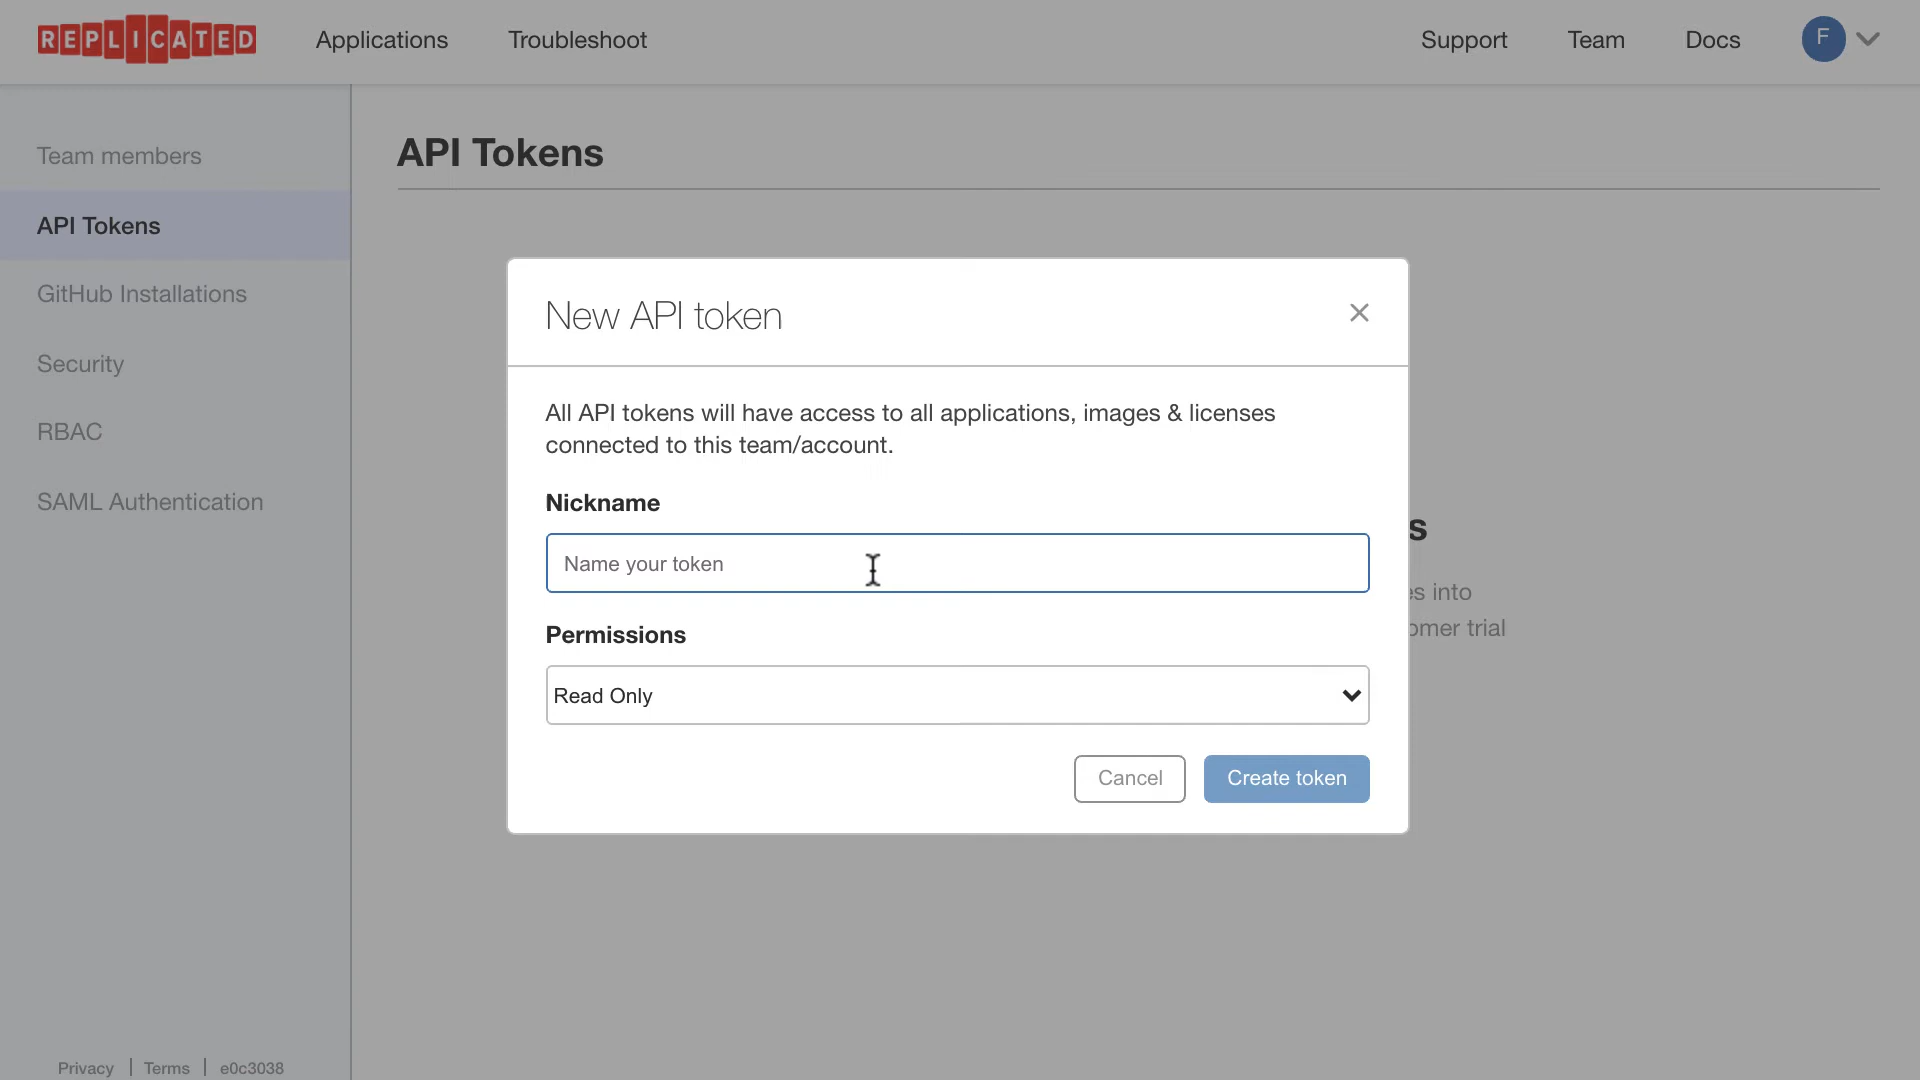 REPLICATED
Applications
Troubleshoot
Support
Team
Docs
F
Team members
API Tokens
GitHub Installations
Security
RBAC
SAML Authentication
Privacy | Terms | e0c3038
API Tokens
New API token
All API tokens will have access to all applications, images & licenses
connected to this team/account.
Nickname
Name your token
Permissions
Read Only
Cancel
Create token
into
trial